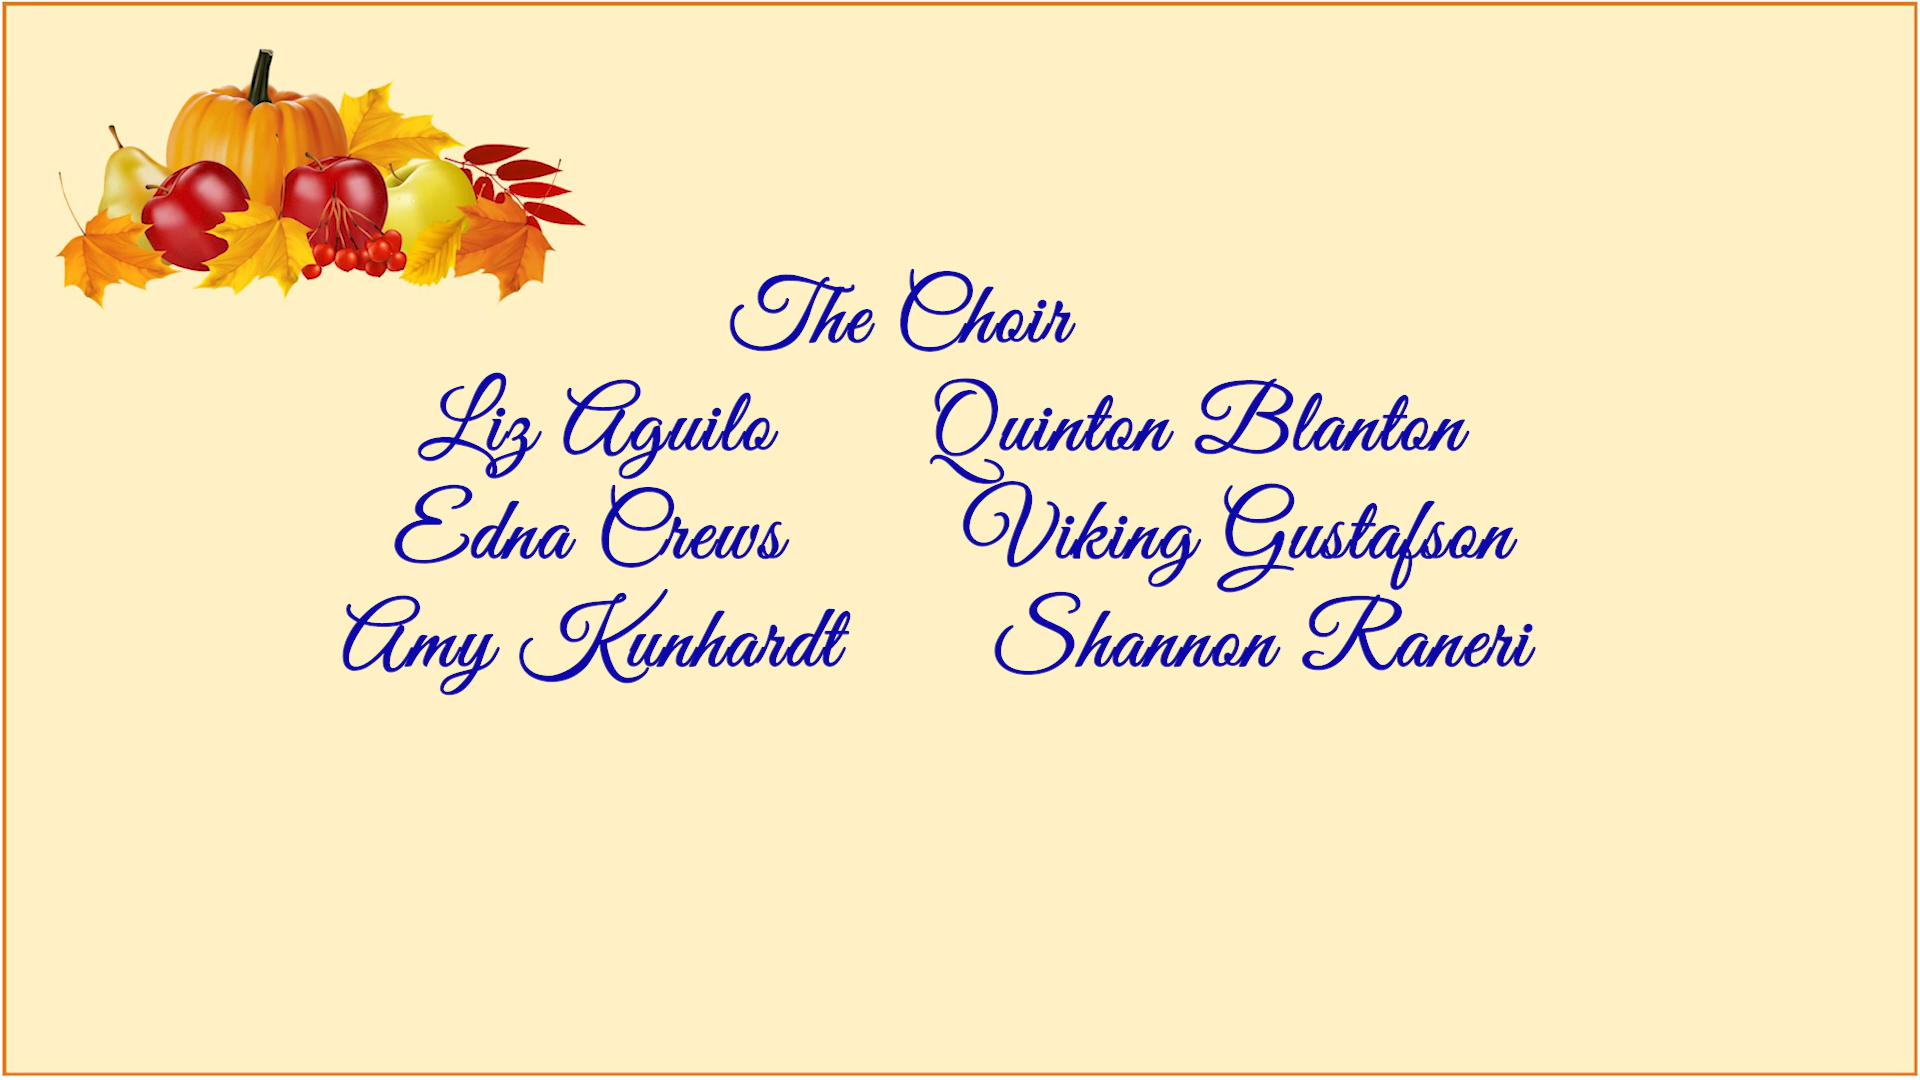 The Choir
Liz Aguilo Quinton Blanton
Edna Crews Viking Gustafson
Amy Kunhardt Shannon Raneri